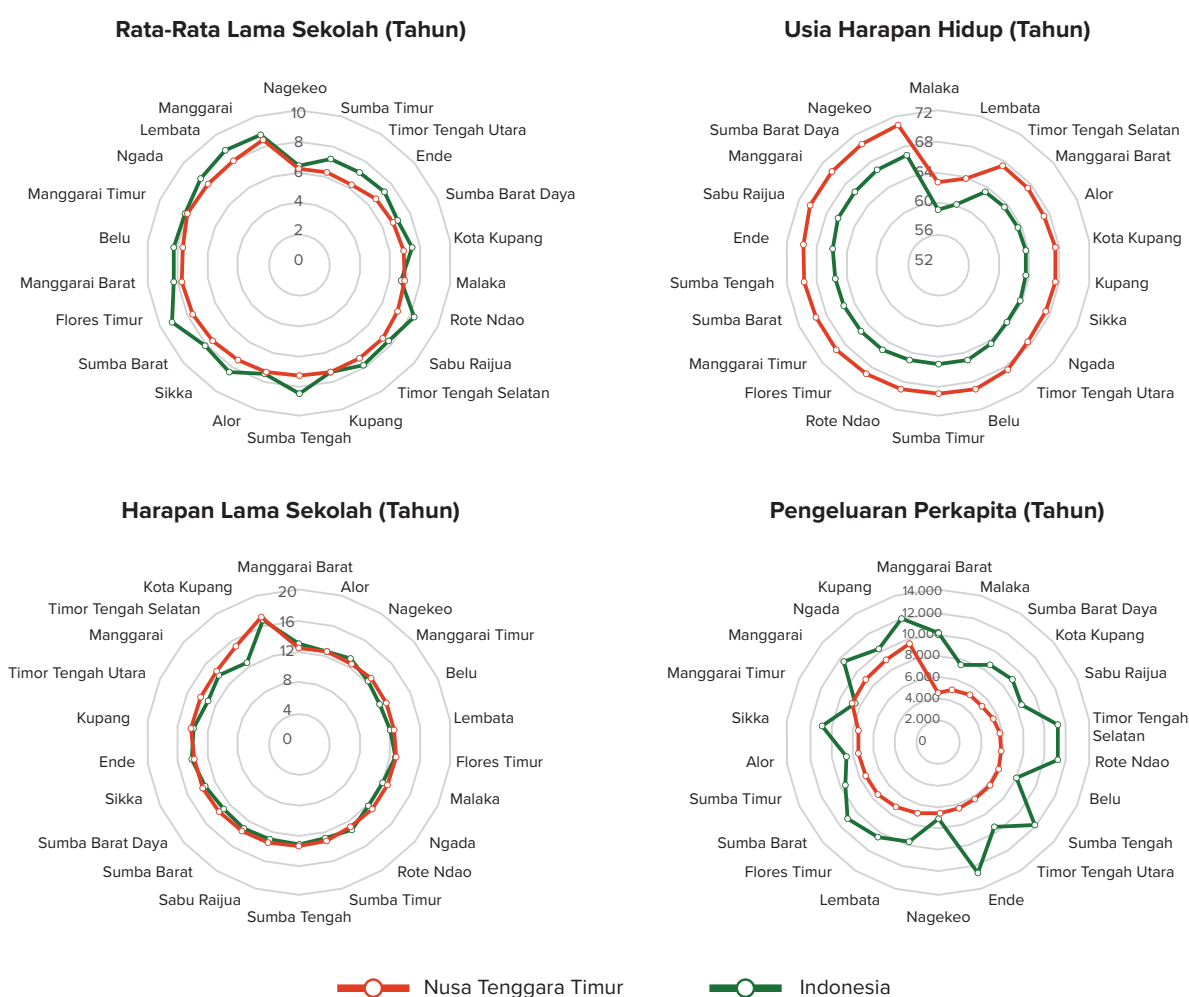 Rata-Rata Lama Sekolah (Tahun)
Nagekeo
Manggarai
Sumba Timur
Lembata
Timor Tengah Utara
Ngada
Ende
Manggarai Timur
Sumba Barat Daya
Belu
Kota Kupang
Manggarai Barat
Malaka
Flores Timur
Rote Ndao
Sumba Barat
Sabu Raijua
Sikka
Timor Tengah Selatan
Alor
Kupang
Sumba Tengah
10
8
6
4
2
0
Usia Harapan Hidup (Tahun)
Malaka
Nagekeo
Lembata
Sumba Barat Daya
Timor Tengah Selatan
Manggarai
Manggarai Barat
Sabu Raijua
Alor
Ende
Kota Kupang
Sumba Tengah
Kupang
Sumba Barat
Sikka
Manggarai Timur
Ngada
Flores Timur
Timor Tengah Utara
Rote Ndao
Belu
Sumba Timur
72
68
64
60
56
52
Harapan Lama Sekolah (Tahun)
Manggarai Barat
Kota Kupang
Alor
Timor Tengah Selatan
Nagekeo
Manggarai
Manggarai Timur
Timor Tengah Utara
Belu
Kupang
Lembata
Ende
Flores Timur
Sikka
Malaka
Sumba Barat Daya
Ngada
Sumba Barat
Rote Ndao
Sabu Raijua
Sumba Timur
Sumba Tengah
20
16
12
8
4
0
Pengeluaran Perkapita (Tahun)
Manggarai Barat
Kupang
Malaka
Ngada
Sumba Barat Daya
Manggarai
Kota Kupang
Manggarai Timur
Sabu Raijua
Sikka
Timor Tengah
Selatan
Alor
Rote Ndao
Sumba Timur
Belu
Sumba Barat
Sumba Tengah
Flores Timur
Timor Tengah Utara
Lembata
Ende
Nagekeo
14.000
12.000
10.000
8.000
6.000
4.000
2.000
0
Nusa Tenggara Timur
Indonesia